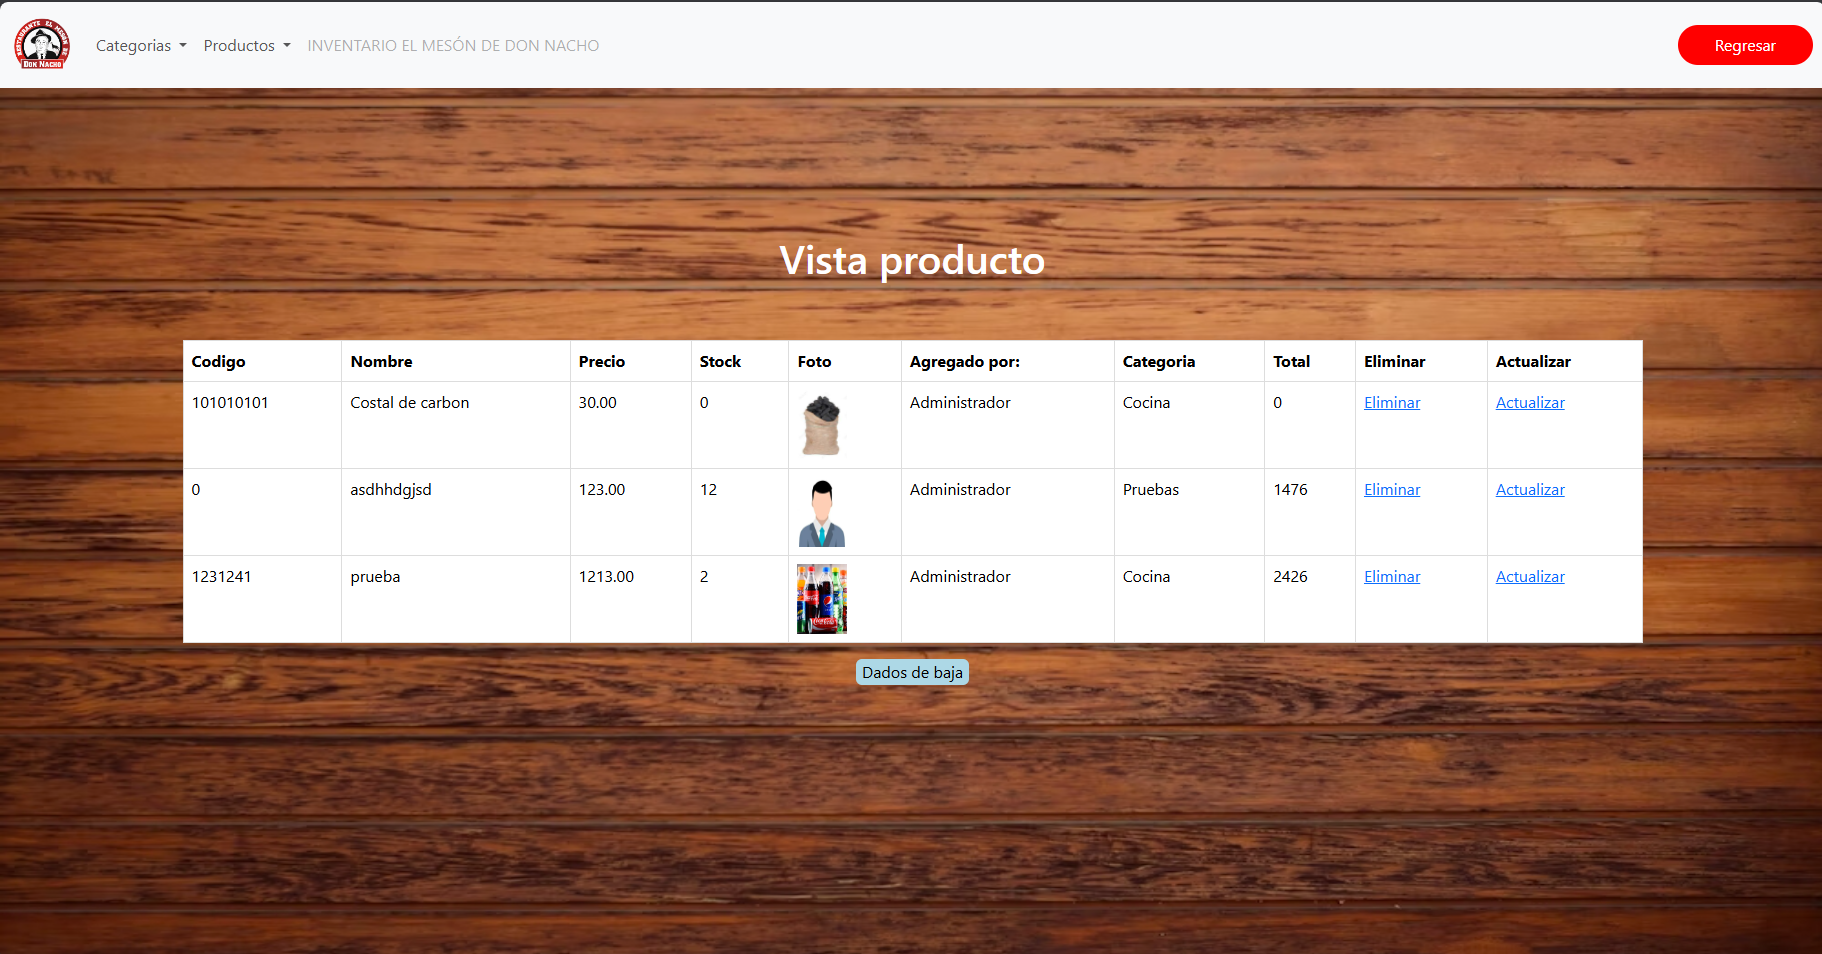 RESTAURANTE EL MESÓN DE
DON NACHO
Categorias Productos INVENTARIO EL MESÓN DE DON NACHO Regresar
Vista producto
Codigo Nombre Precio Stock Foto Agregado por: Categoria Total Eliminar Actualizar
101010101 Costal de carbon 30.00 0 Administrador Cocina 0 Eliminar Actualizar
0 asdhhdgjsd 123.00 12 Administrador Pruebas 1476 Eliminar Actualizar
1231241 prueba 1213.00 2 Administrador Cocina 2426 Eliminar Actualizar
Dados de baja